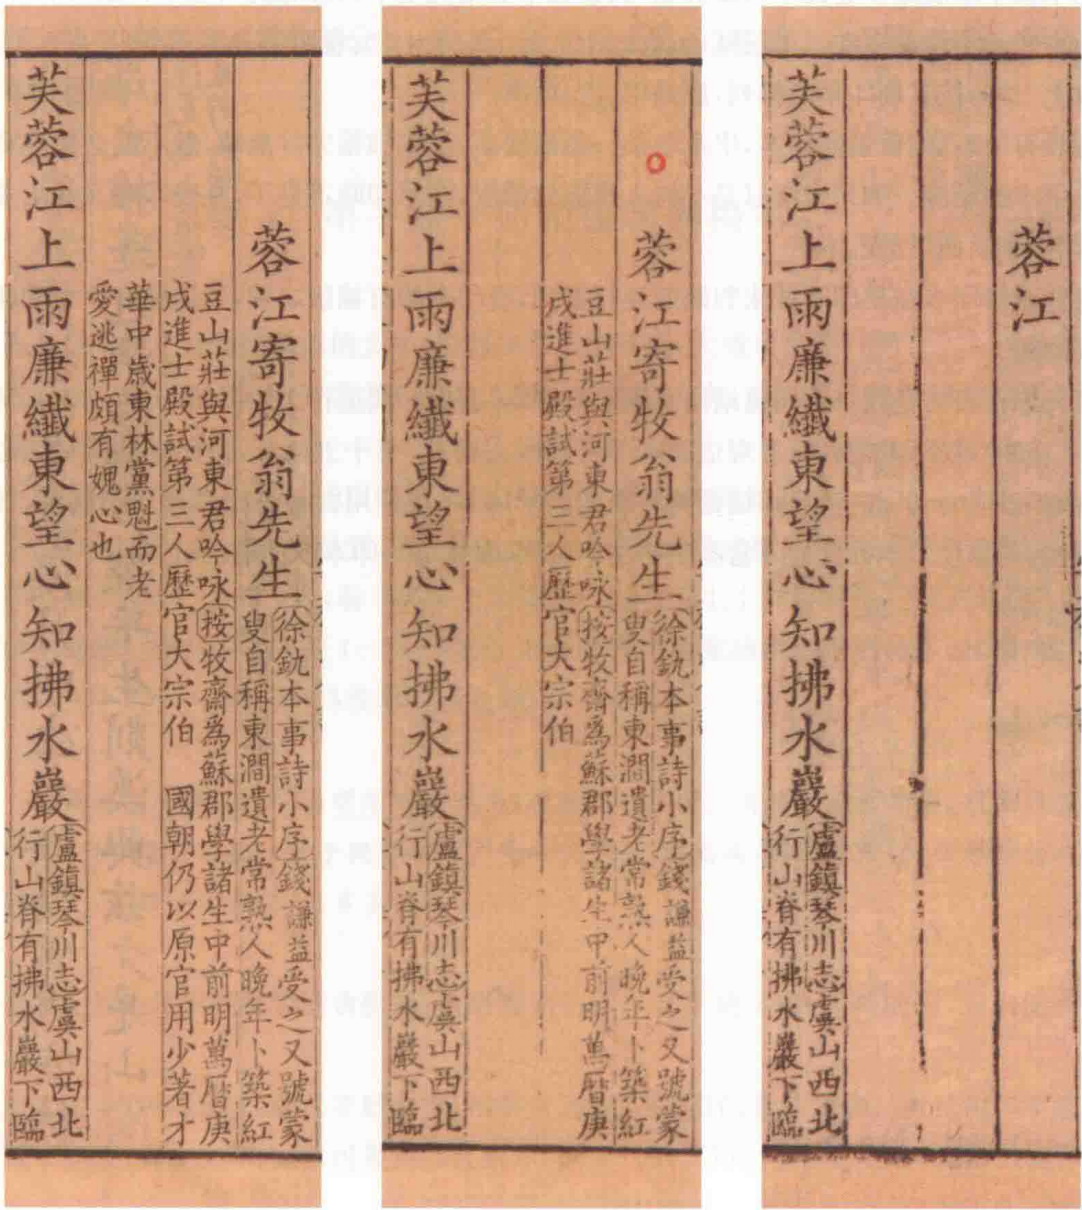 蓉江寄牧翁先生
徐釚本事詩小序錢謙益受之又號蒙
叟自稱東澗遺老常熟人晚年卜築紅
豆山莊與河東君吟咏按牧齋爲蘇郡學諸生中前明萬曆庚
戌進士殿試第三人歷官大宗伯　國朝仍以原官用少著才
華中歲東林黨魁而老
愛逃禪頗有媿心也
芙蓉江上雨廉纖東望心知拂水巖
盧鎮琴川志虞山西北
行山脊有拂水巖下臨
蓉江寄牧翁先生
徐釚本事詩小序錢謙益受之又號蒙
叟自稱東澗遺老常熟人晚年卜築紅
豆山莊與河東君吟咏按牧齋爲蘇郡學諸生中前明萬曆庚
戌進士殿試第三人歷官大宗伯
芙蓉江上雨廉纖東望心知拂水巖
盧鎮琴川志虞山西北
行山脊有拂水巖下臨
蓉江
芙蓉江上雨廉纖東望心知拂水巖
盧鎮琴川志虞山西北
行山脊有拂水巖下臨